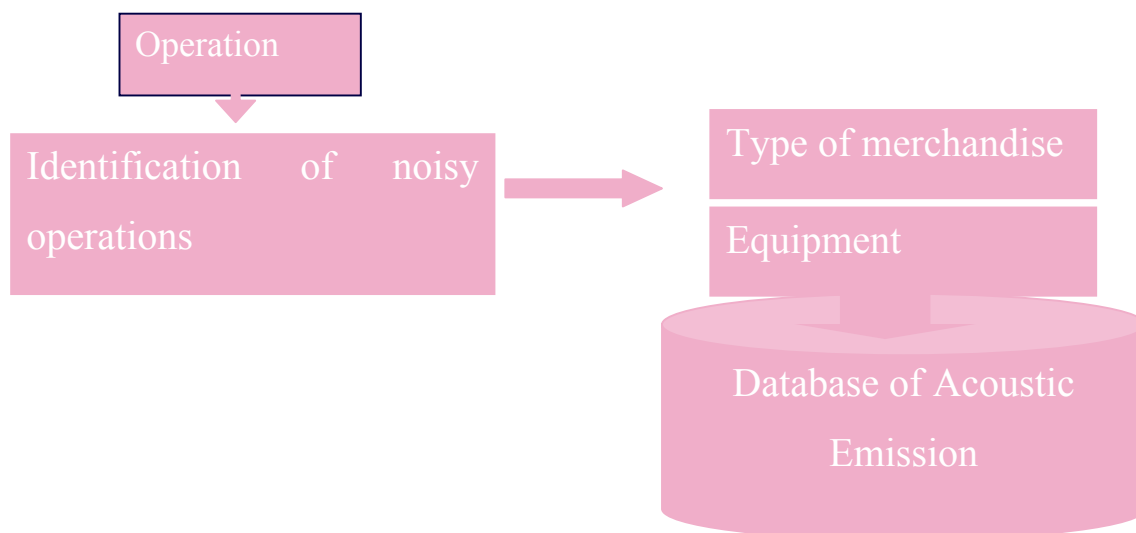 Operation
Identification of noisy
operations
Type of merchandise
Equipment
Database of Acoustic
Emission